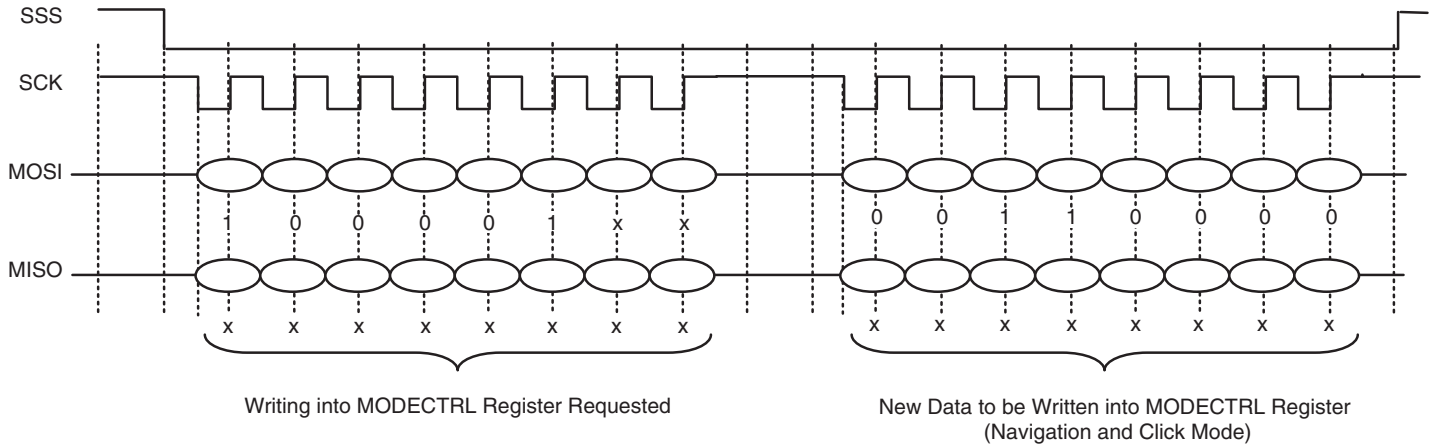 SSS
SCK
MOSI
1 0 0 0 0 1 x x 0 0 1 1 0 0 0 0
MISO
x x x x x x x x x x x x x x x x
Writing into MODECTRL Register Requested
New Data to be Written into MODECTRL Register
(Navigation and Click Mode)